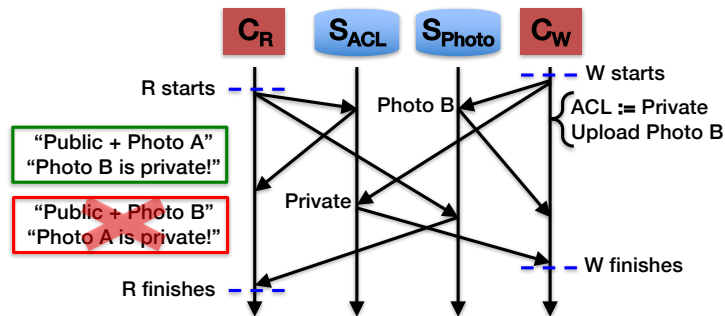 C_R S_ACL S_Photo C_W
R starts
W starts
Photo B
ACL := Private
Upload Photo B
“Public + Photo A”
“Photo B is private!”
Private
“Public + Photo B”
“Photo A is private!”
W finishes
R finishes